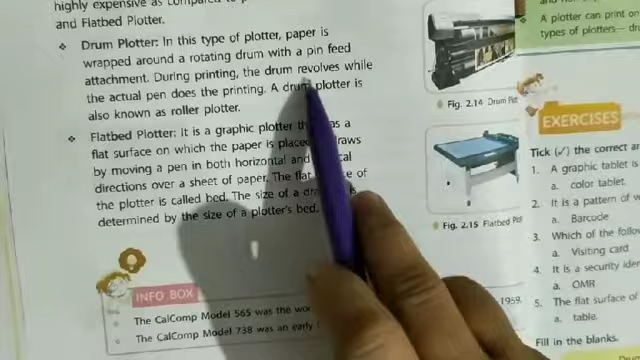 highly expensive as compared to
and Flatbed Plotter.
Drum Plotter: In this type of plotter, paper is
wrapped around a rotating drum with a pin feed
attachment. During printing, the drum revolves while
the actual pen does the printing. A drum plotter is
also known as roller plotter.
Flatbed Plotter: It is a graphic plotter as a
flat surface on which the paper is draws
by moving a pen in both horizontal and
directions over a sheet of paper. The flat of
the plotter is called bed. The size of a
determined by the size of a plotter's bed.
INFO BOX
The CalComp Model 565 was the
The CalComp Model 738 was an early
1959.
Fig. 2.14 Drum
Fig. 2.15 Flatbed
A plotter can print on
types of plotters—
EXERCISES
Tick (✓) the correct
1. A graphic tablet is
a. color tablet.
2. It is a pattern of
a. Barcode
3. Which of the
a. Visiting card
4. It is a security
a. OMR
5. The flat surface of
a. table.
Fill in the blanks.